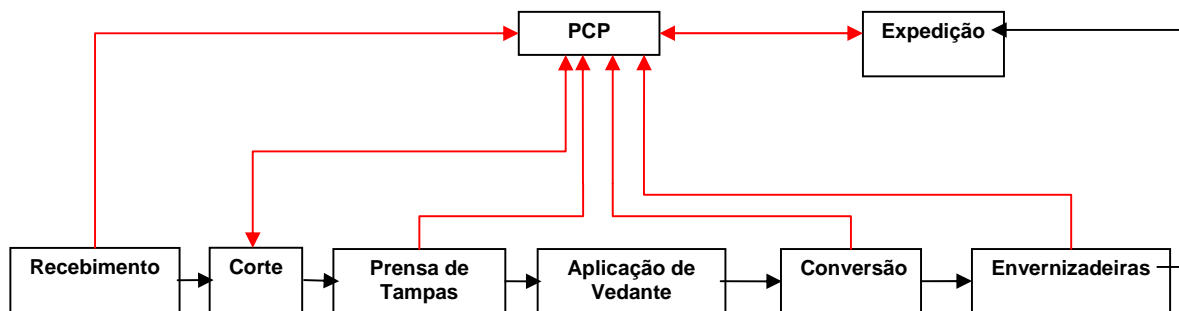 PCP
Expedição
Recebimento
Corte
Prensa de
Tampas
Aplicação de
Vedante
Conversão
Envernizadeiras